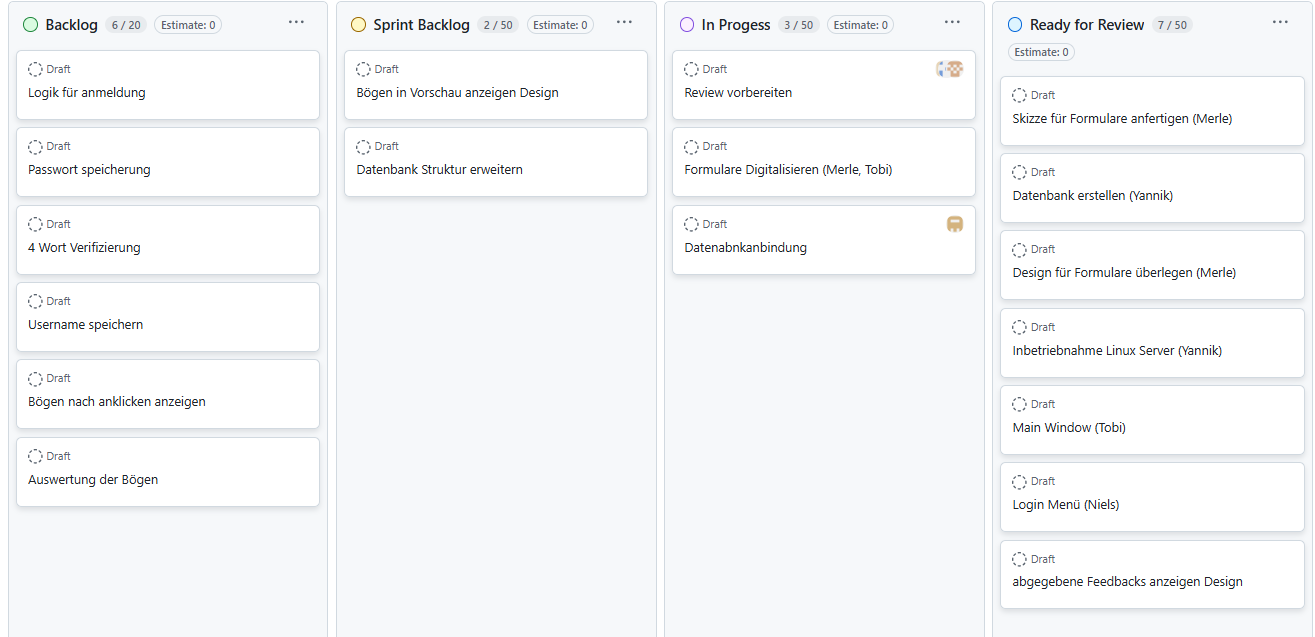 Backlog 6 / 20 Estimate: 0
Draft
Logik für anmeldung
Draft
Passwort speicherung
Draft
4 Wort Verifizierung
Draft
Username speichern
Draft
Bögen nach anklicken anzeigen
Draft
Auswertung der Bögen
Sprint Backlog 2 / 50 Estimate: 0
Draft
Bögen in Vorschau anzeigen Design
Draft
Datenbank Struktur erweitern
In Progess 3 / 50 Estimate: 0
Draft
Review vorbereiten
Draft
Formulare Digitalisieren (Merle, Tobi)
Draft
Datenabnkanbindung
Ready for Review 7 / 50
Estimate: 0
Draft
Skizze für Formulare anfertigen (Merle)
Draft
Datenbank erstellen (Yannik)
Draft
Design für Formulare überlegen (Merle)
Draft
Inbetriebnahme Linux Server (Yannik)
Draft
Main Window (Tobi)
Draft
Login Menü (Niels)
Draft
abgegebene Feedbacks anzeigen Design